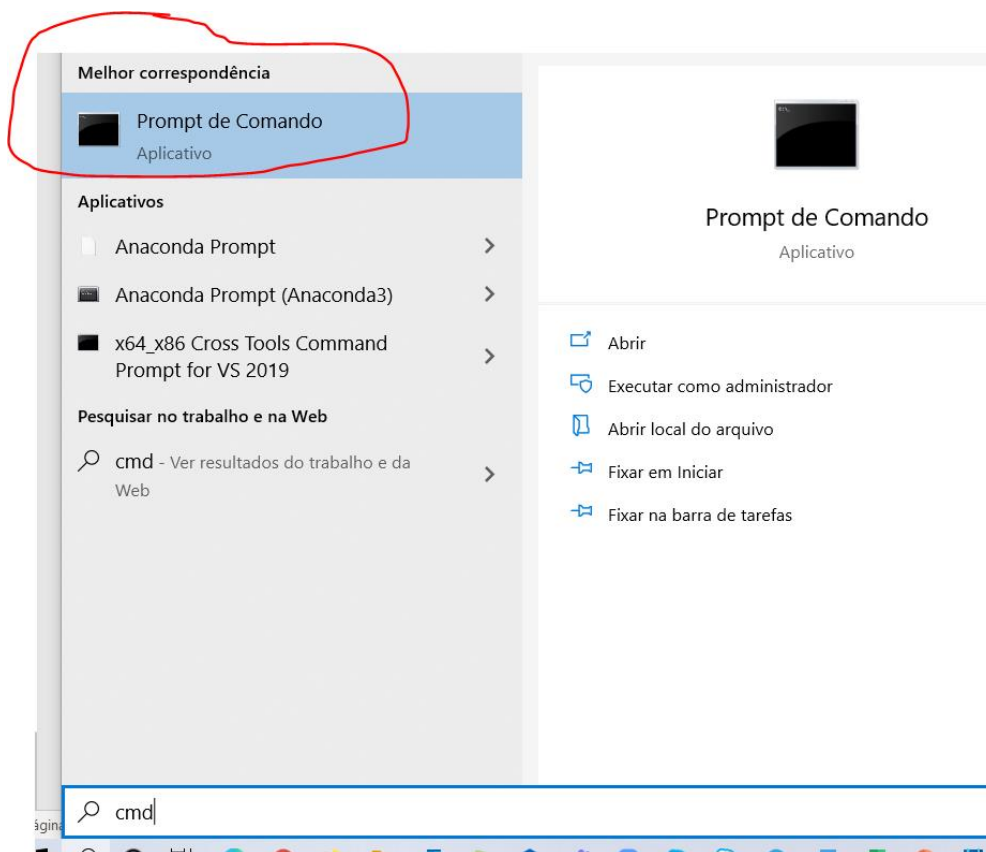 Melhor correspondência
Prompt de Comando
Aplicativo
Aplicativos
Anaconda Prompt
Anaconda Prompt (Anaconda3)
x64_x86 Cross Tools Command
Prompt for VS 2019
Pesquisar no trabalho e na Web
cmd - Ver resultados do trabalho e da
Web
Prompt de Comando
Aplicativo
Abrir
Executar como administrador
Abrir local do arquivo
Fixar em Iniciar
Fixar na barra de tarefas
cmd